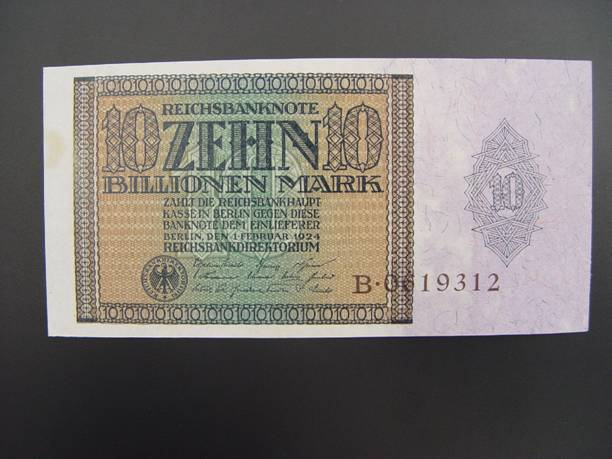 REICHSBANKNOTE
10 ZEHN 10
BILLIONEN MARK
ZAHLT DIE REICHSBANKHAUPT
KASSE IN BERLIN GEGEN DIESE
BANKNOTE DEM EINLIEFERER
BERLIN, DEN 1. FEBRUAR 1924
REICHSBANKDIREKTORIUM
B·0619312
10